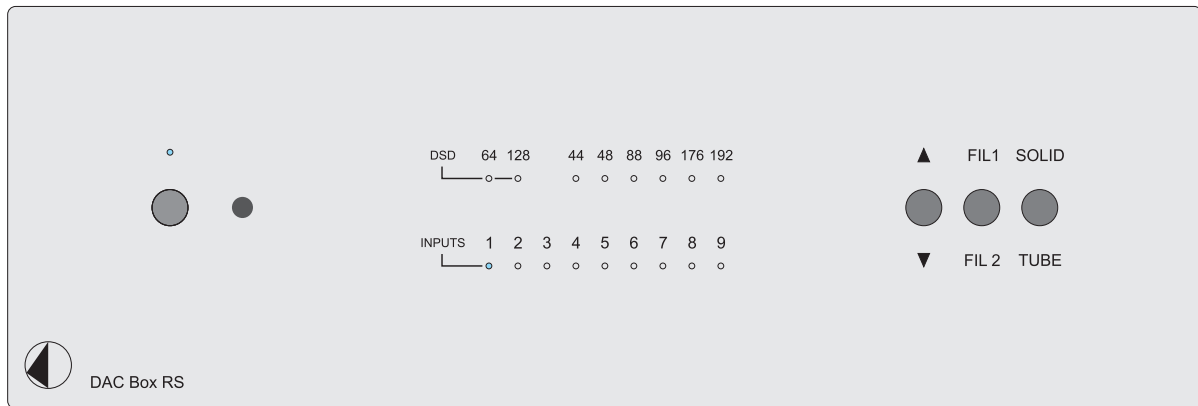 DSD 64 128 44 48 88 96 176 192
▲ FIL1 SOLID
INPUTS 1 2 3 4 5 6 7 8 9
▼ FIL 2 TUBE
DAC Box RS